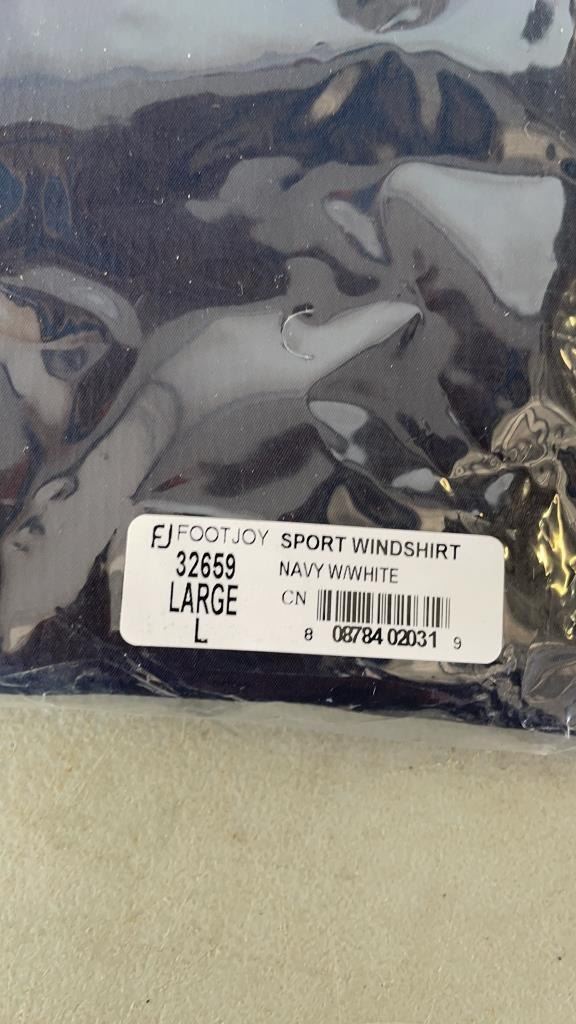 FJ FOOTJOY SPORT WINDSHIRT
32659 NAVY W/WHITE
LARGE CN
L 8 08784 02031 9